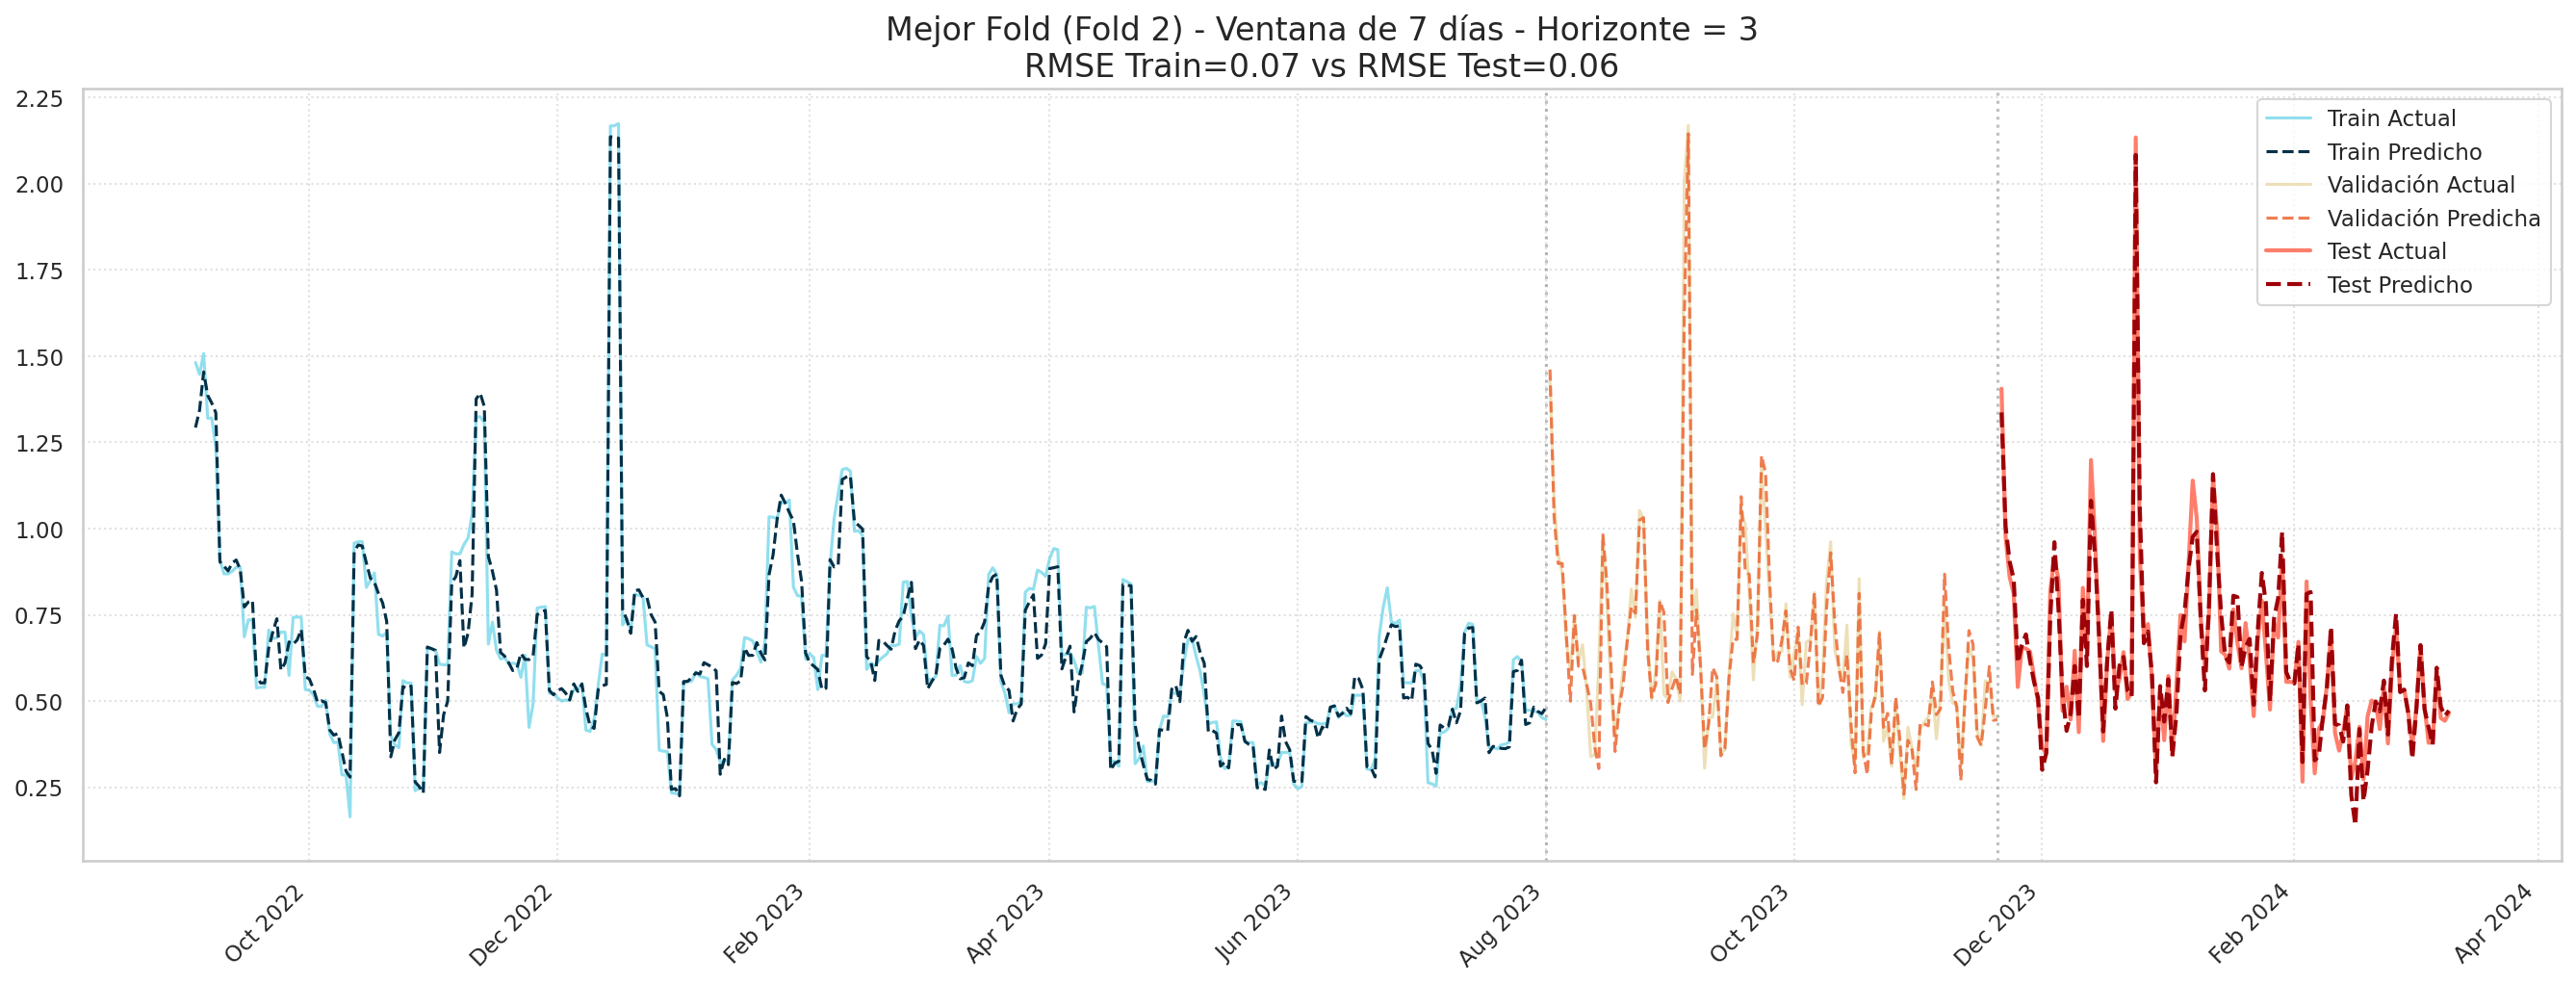 Mejor Fold (Fold 2) - Ventana de 7 días - Horizonte = 3
RMSE Train=0.07 vs RMSE Test=0.06
2.25
2.00
1.75
1.50
1.25
1.00
0.75
0.50
0.25
Train Actual
Train Predicho
Validación Actual
Validación Predicha
Test Actual
Test Predicho
Oct 2022
Dec 2022
Feb 2023
Apr 2023
Jun 2023
Aug 2023
Oct 2023
Dec 2023
Feb 2024
Apr 2024